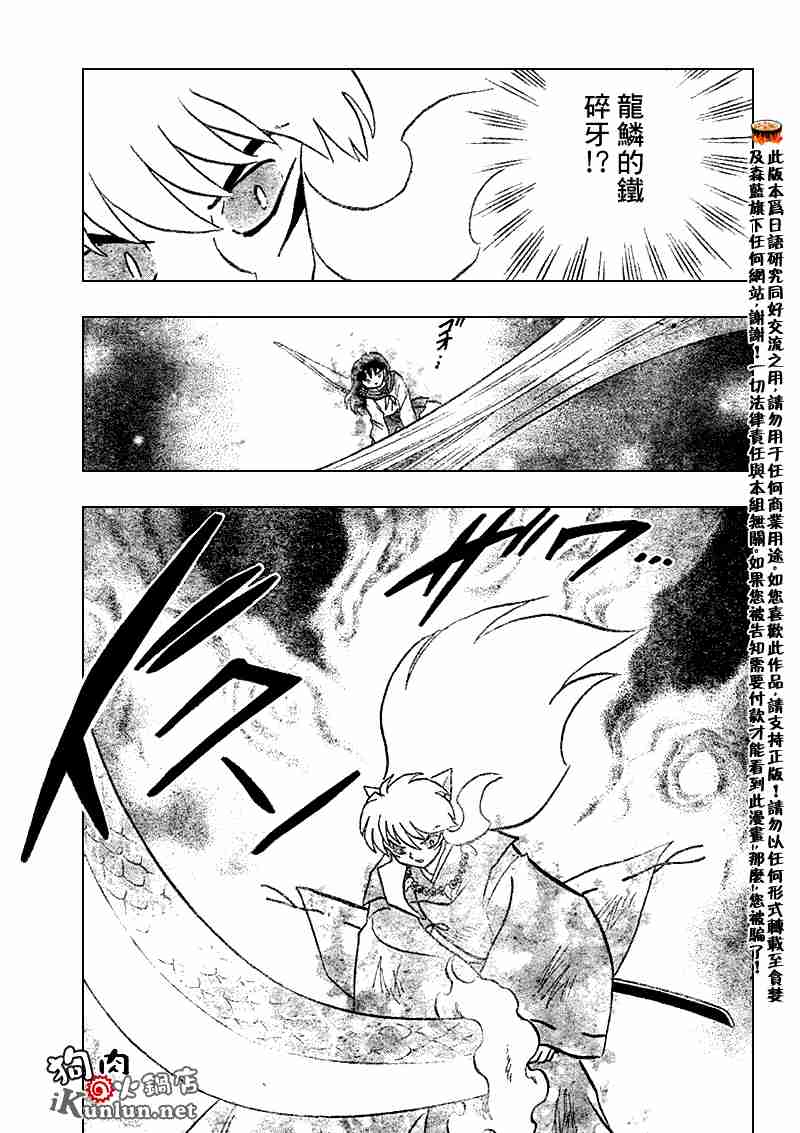 龍鱗的鐵
碎牙!?
ゴオ…
ザワ…
ドクン
此版本爲日語研究同好交流之用,請勿用于任何商業用途。如您喜歡此作品,請支持正版!請勿以任何形式轉載至貪婪
及森藍旗下任何網站,謝謝!一切法律責任與本組無關。如果您被告知需要付款才能看到此漫畫,那麽,您被騙了!
狗肉
火鍋店
iKunlun.net